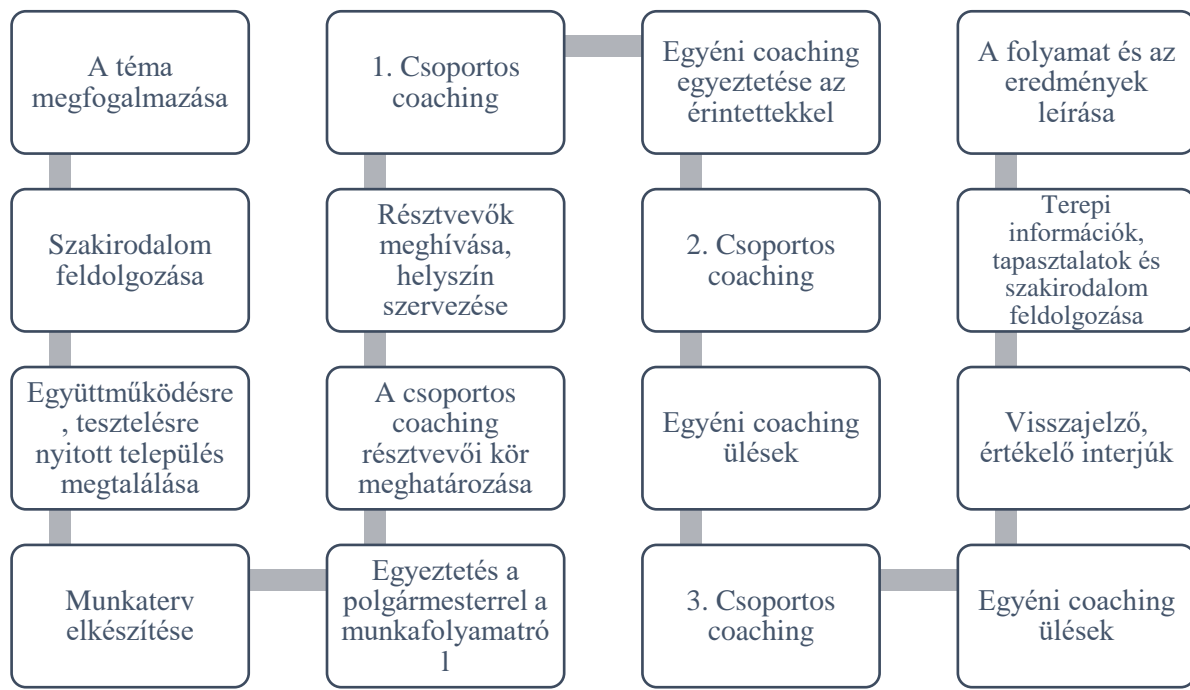 A téma
megfogalmazása
Szakirodalom
feldolgozása
Együttműködésre
, tesztelésre
nyitott település
megtalálása
Munkaterv
elkészítése
Egyeztetés a
polgármesterrel a
munkafolyamatró
l
A csoportos
coaching
résztvevői kör
meghatározása
Résztvevők
meghívása,
helyszín
szervezése
1. Csoportos
coaching
Egyéni coaching
egyeztetése az
érintettekkel
2. Csoportos
coaching
Egyéni coaching
ülések
3. Csoportos
coaching
Egyéni coaching
ülések
Visszajelző,
értékelő interjúk
Terepi
információk,
tapasztalatok és
szakirodalom
feldolgozása
A folyamat és az
eredmények
leírása